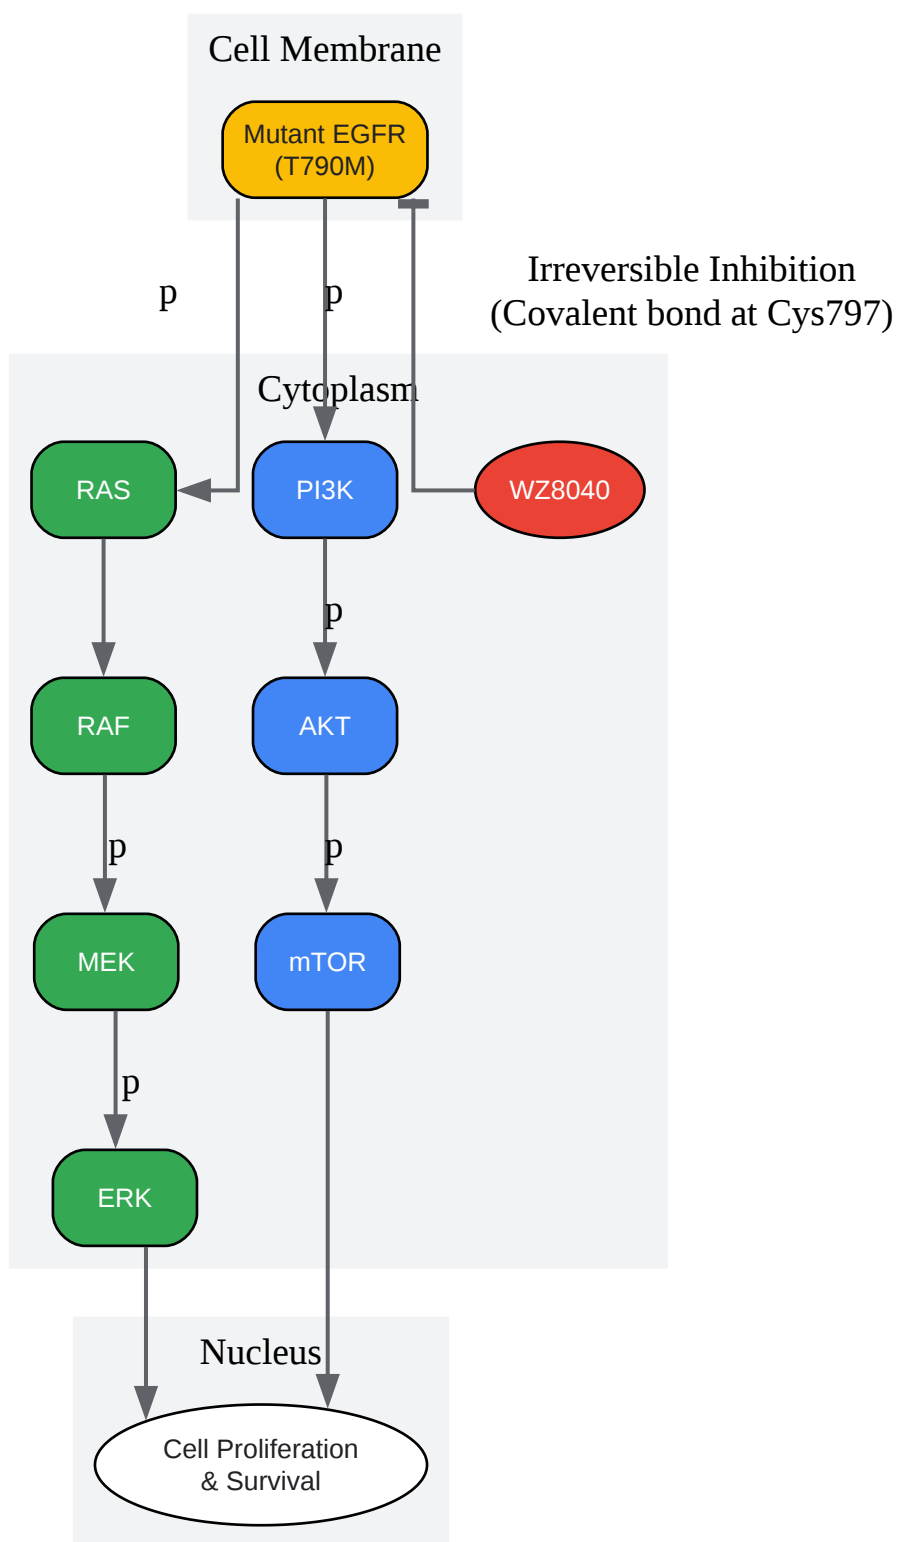 Cell Membrane
Mutant EGFR
(T790M)
Irreversible Inhibition
(Covalent bond at Cys797)
p
p
Cytoplasm
RAS
PI3K
WZ8040
p
RAF
AKT
p
p
MEK
mTOR
p
ERK
Nucleus
Cell Proliferation
& Survival